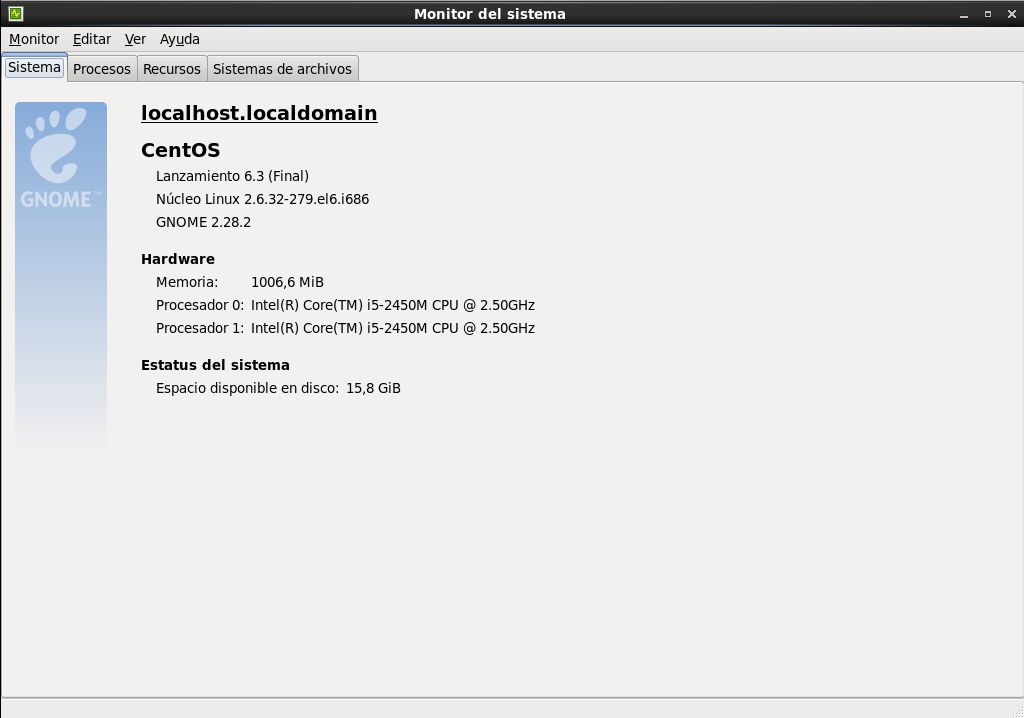 Monitor del sistema
Monitor Editar Ver Ayuda
Sistema Procesos Recursos Sistemas de archivos
GNOME™
localhost.localdomain
CentOS
Lanzamiento 6.3 (Final)
Núcleo Linux 2.6.32-279.el6.i686
GNOME 2.28.2
Hardware
Memoria: 1006,6 MiB
Procesador 0: Intel(R) Core(TM) i5-2450M CPU @ 2.50GHz
Procesador 1: Intel(R) Core(TM) i5-2450M CPU @ 2.50GHz
Estatus del sistema
Espacio disponible en disco: 15,8 GiB